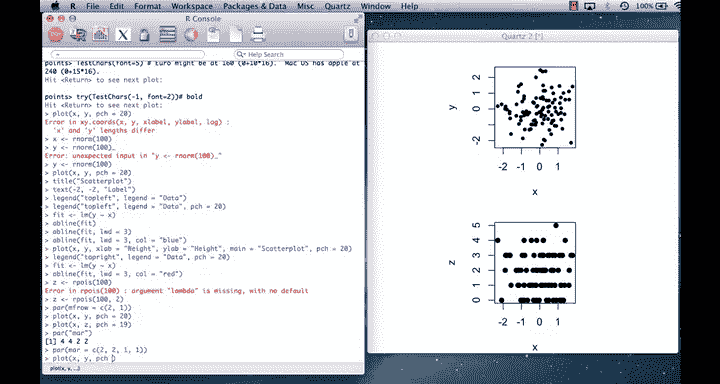 R File Edit Format Workspace Packages & Data Misc Quartz Window Help 100%
R Console
Help Search
points> TestChars(font=5) # Euro might be at 160 (0+10*16). Mac OS has apple at
240 (0+15*16).
Hit <Return> to see next plot:
points> try(TestChars(-1, font=2))# bold
Hit <Return> to see next plot:
> plot(x, y, pch = 20)
Error in xy.coords(x, y, xlabel, ylabel, log) :
'x' and 'y' lengths differ
> x <- rnorm(100)
> y <- rnorm(100)_
Error: unexpected input in "y <- rnorm(100)_"
> y <- rnorm(100)
> plot(x, y, pch = 20)
> title("Scatterplot")
> text(-2, -2, "Label")
> legend("topleft", legend = "Data")
> legend("topleft", legend = "Data", pch = 20)
> fit <- lm(y ~ x)
> abline(fit)
> abline(fit, lwd = 3)
> abline(fit, lwd = 3, col = "blue")
> plot(x, y, xlab = "Weight", ylab = "Height", main = "Scatterplot", pch = 20)
> legend("topright", legend = "Data", pch = 20)
> fit <- lm(y ~ x)
> abline(fit, lwd = 3, col = "red")
> z <- rpois(100)
Error in rpois(100) : argument "lambda" is missing, with no default
> z <- rpois(100, 2)
> par(mfrow = c(2, 1))
> plot(x, y, pch = 20)
> plot(x, z, pch = 19)
> par("mar")
[1] 4 4 2 2
> par(mar = c(2, 2, 1, 1))
> plot(x, y, pch )
plot(x, y, ...)
Quartz 2 [*]
y
2
1
0
-2
-2 -1 0 1
x
z
5
4
3
2
1
0
-2 -1 0 1
x